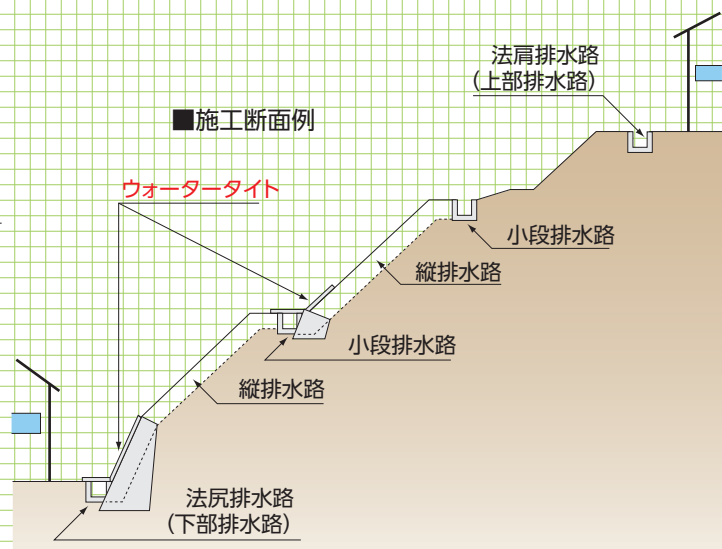 法肩排水路
(上部排水路)
■施工断面例
ウォータータイト
小段排水路
縦排水路
小段排水路
縦排水路
法尻排水路
(下部排水路)